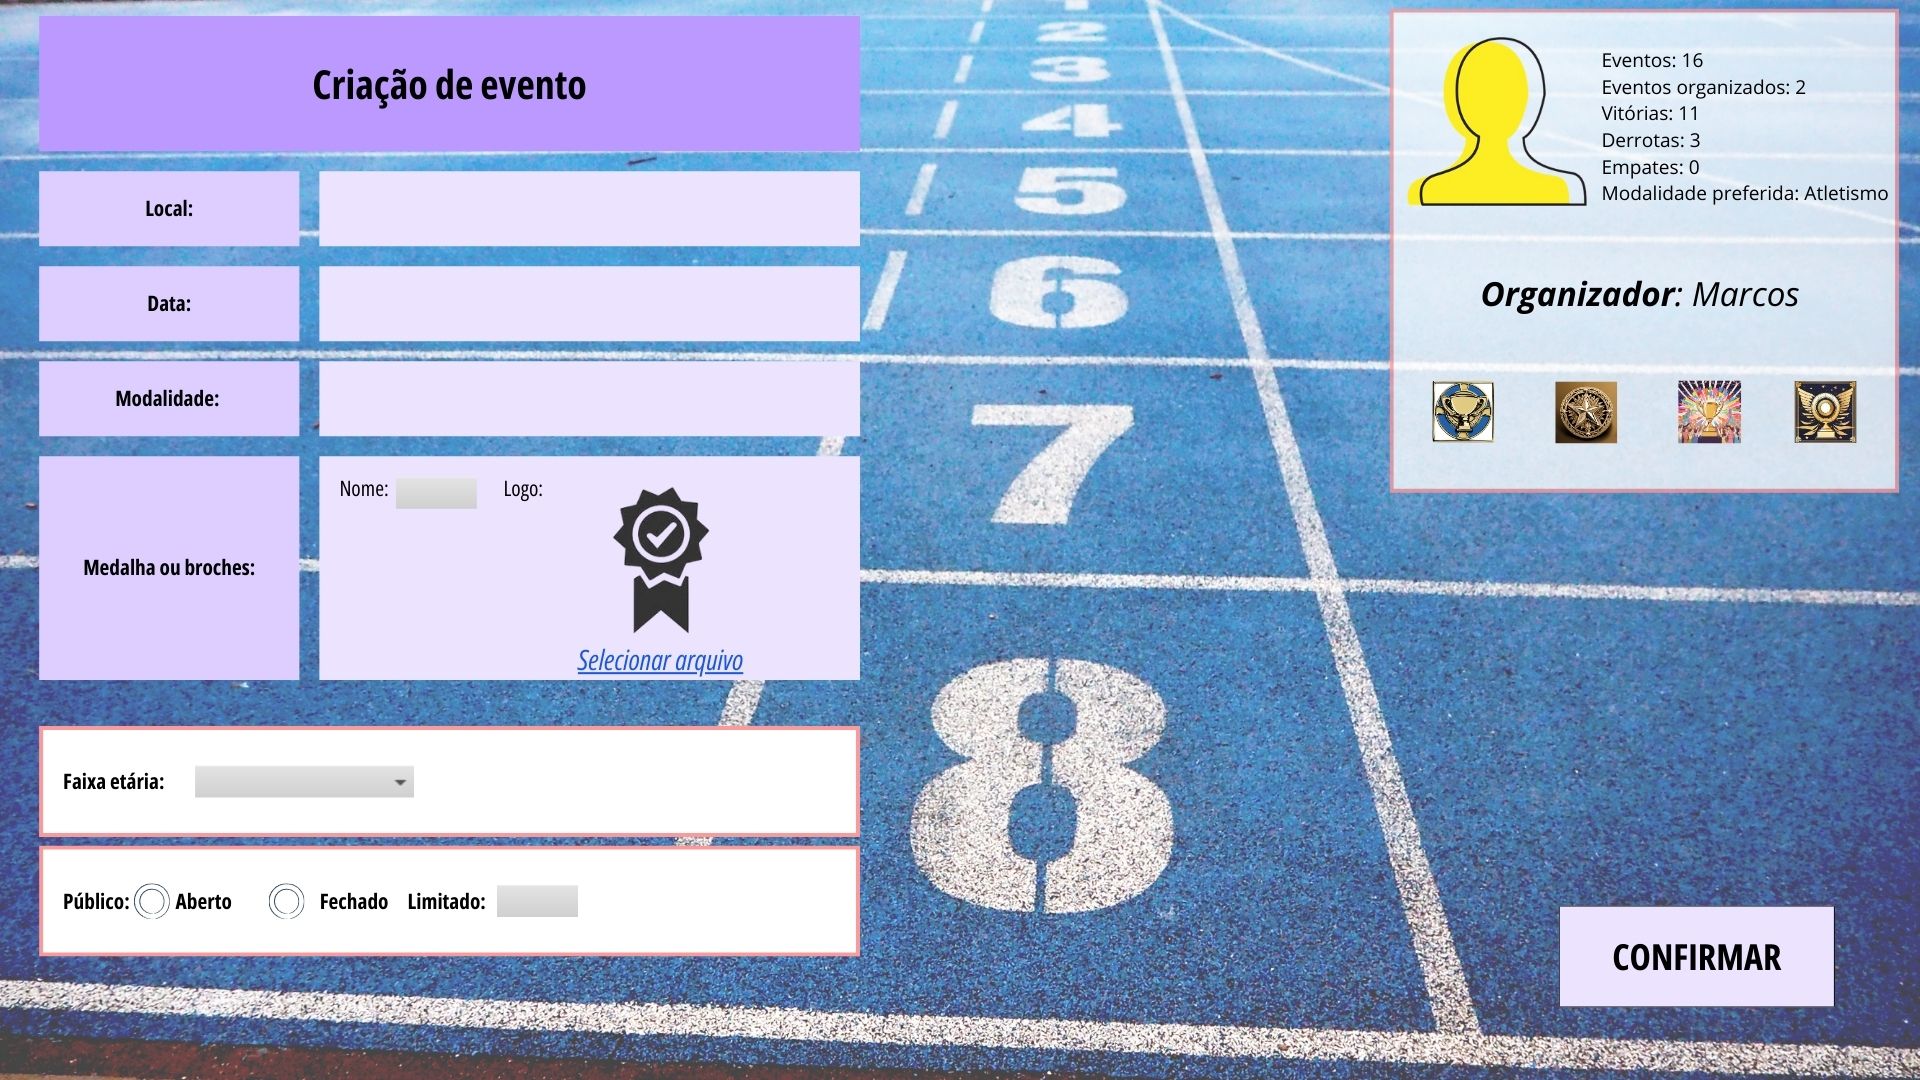 Criação de evento
Local:
Data:
Modalidade:
Medalha ou broches:
Nome:
Logo:
Selecionar arquivo
Faixa etária:
Público: Aberto Fechado Limitado:
Eventos: 16
Eventos organizados: 2
Vitórias: 11
Derrotas: 3
Empates: 0
Modalidade preferida: Atletismo
Organizador: Marcos
2
3
4
5
6
7
8
CONFIRMAR